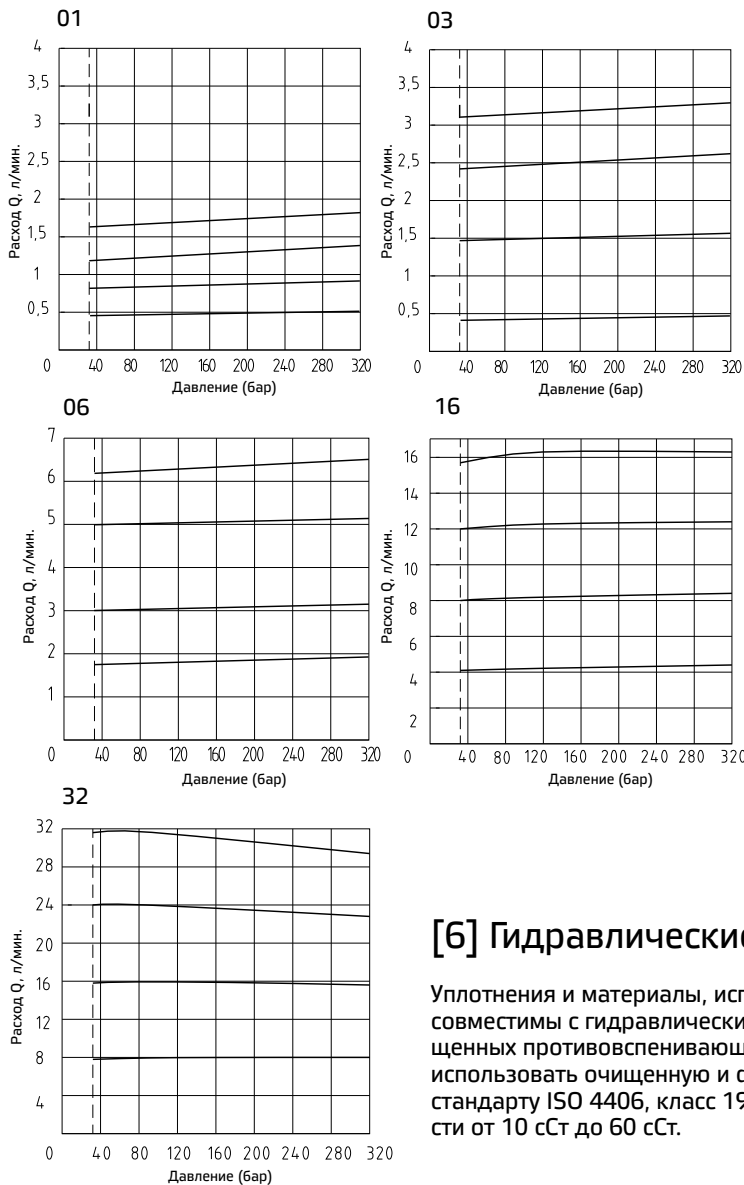 01
4
3,5
3
2,5
2
1,5
1
0,5
0 40 80 120 160 200 240 280 320
Расход Q, л/мин.
Давление (бар)
03
4
3,5
3
2,5
2
1,5
1
0,5
0 40 80 120 160 200 240 280 320
Расход Q, л/мин.
Давление (бар)
06
7
6
5
4
3
2
1
0 40 80 120 160 200 240 280 320
Расход Q, л/мин.
Давление (бар)
16
16
14
12
10
8
6
4
2
0 40 80 120 160 200 240 280 320
Расход Q, л/мин.
Давление (бар)
32
32
28
24
20
16
12
8
4
0 40 80 120 160 200 240 280 320
Расход Q, л/мин.
Давление (бар)
[6] Гидравлические
Уплотнения и материалы, исп
совместимы с гидравлически
щенных противовспенивающ
использовать очищенную и
стандарту ISO 4406, класс 19
сти от 10 сСт до 60 сСт.